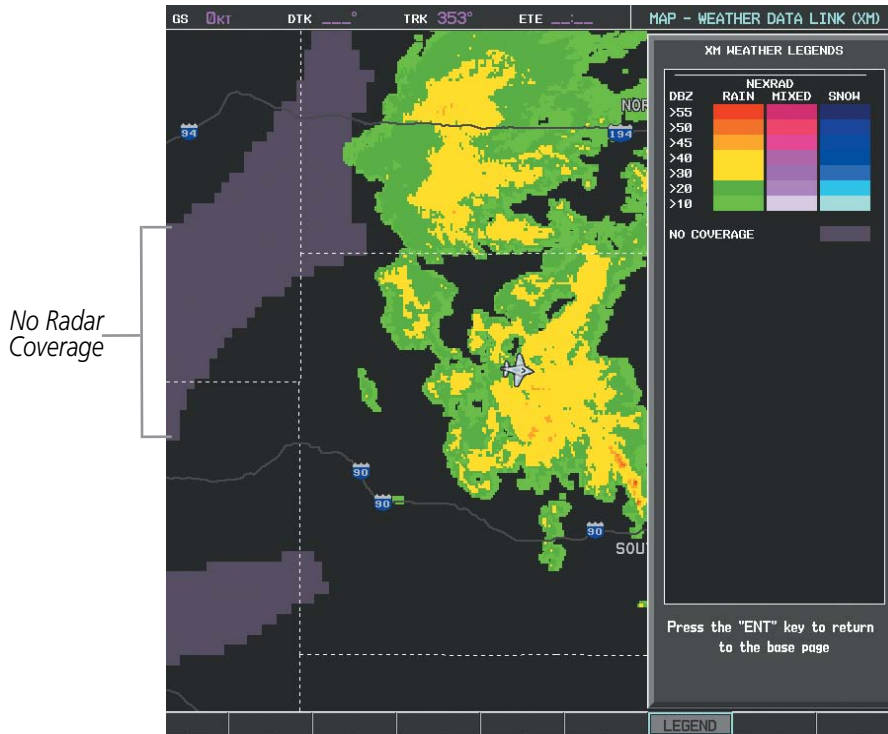 GS 0KT DTK ___° TRK 353° ETE __:__ MAP - WEATHER DATA LINK (XM)
XM WEATHER LEGENDS
NEXRAD
DBZ RAIN MIXED SNOW
>55
>50
>45
>40
>30
>20
>10
NO COVERAGE
NOR
94
194
No Radar
Coverage
90
90
90
SOU
Press the "ENT" key to return
to the base page
LEGEND